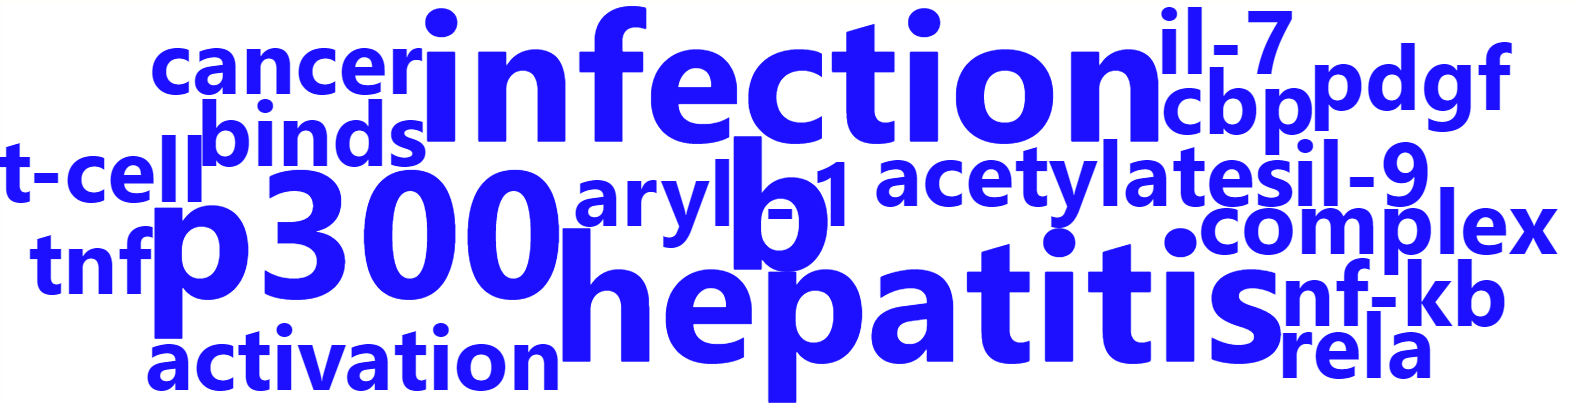 cancer infection il-7 pdgf
binds cbp
t-cell p300 aryl-1 b acetylates il-9
tnf hepatitis complex
nf-kb
activation rela